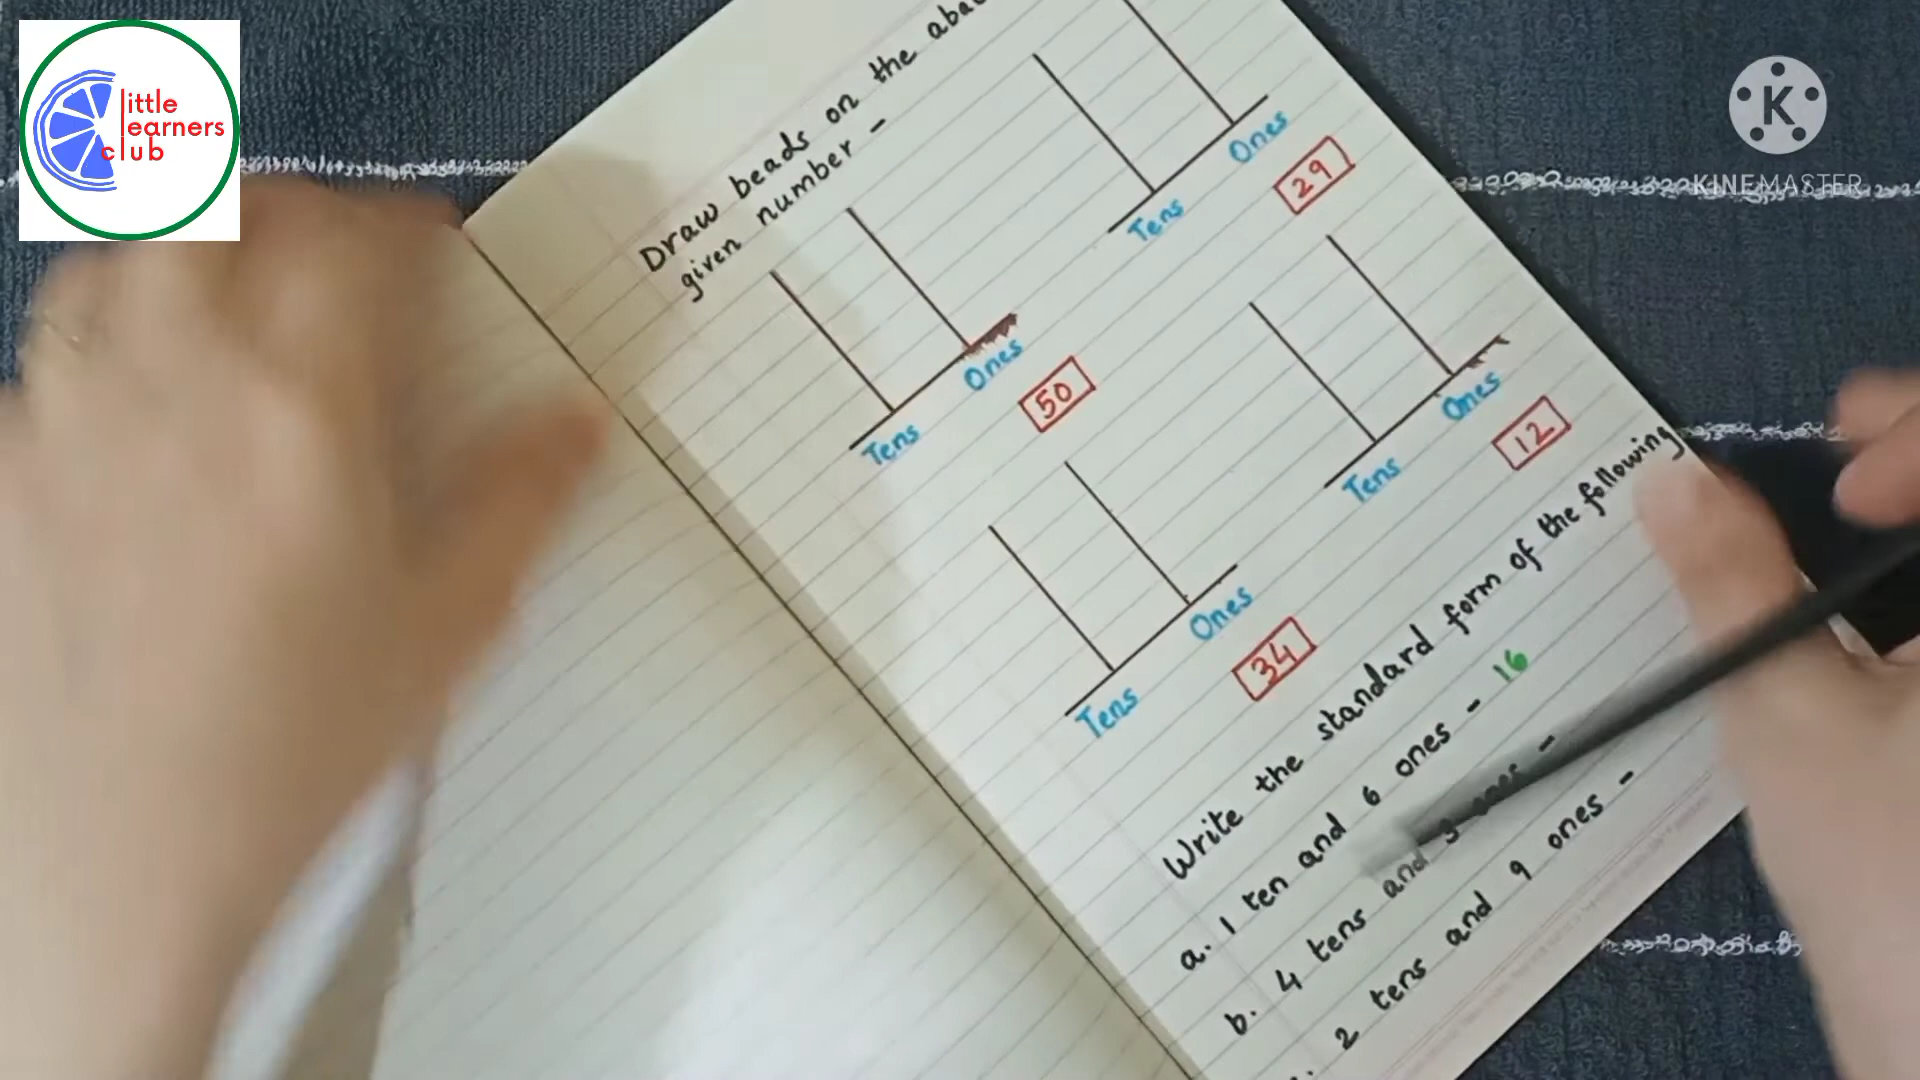 little
learners
club
K
KINEMASTER
Draw beads on the
given number -
Tens Ones
50
Tens Ones
29
Tens Ones
34
Tens Ones
12
Write the standard form of the following
a. 1 ten and 6 ones - 16
b. 4 tens and 3 ones -
2 tens and 9 ones -